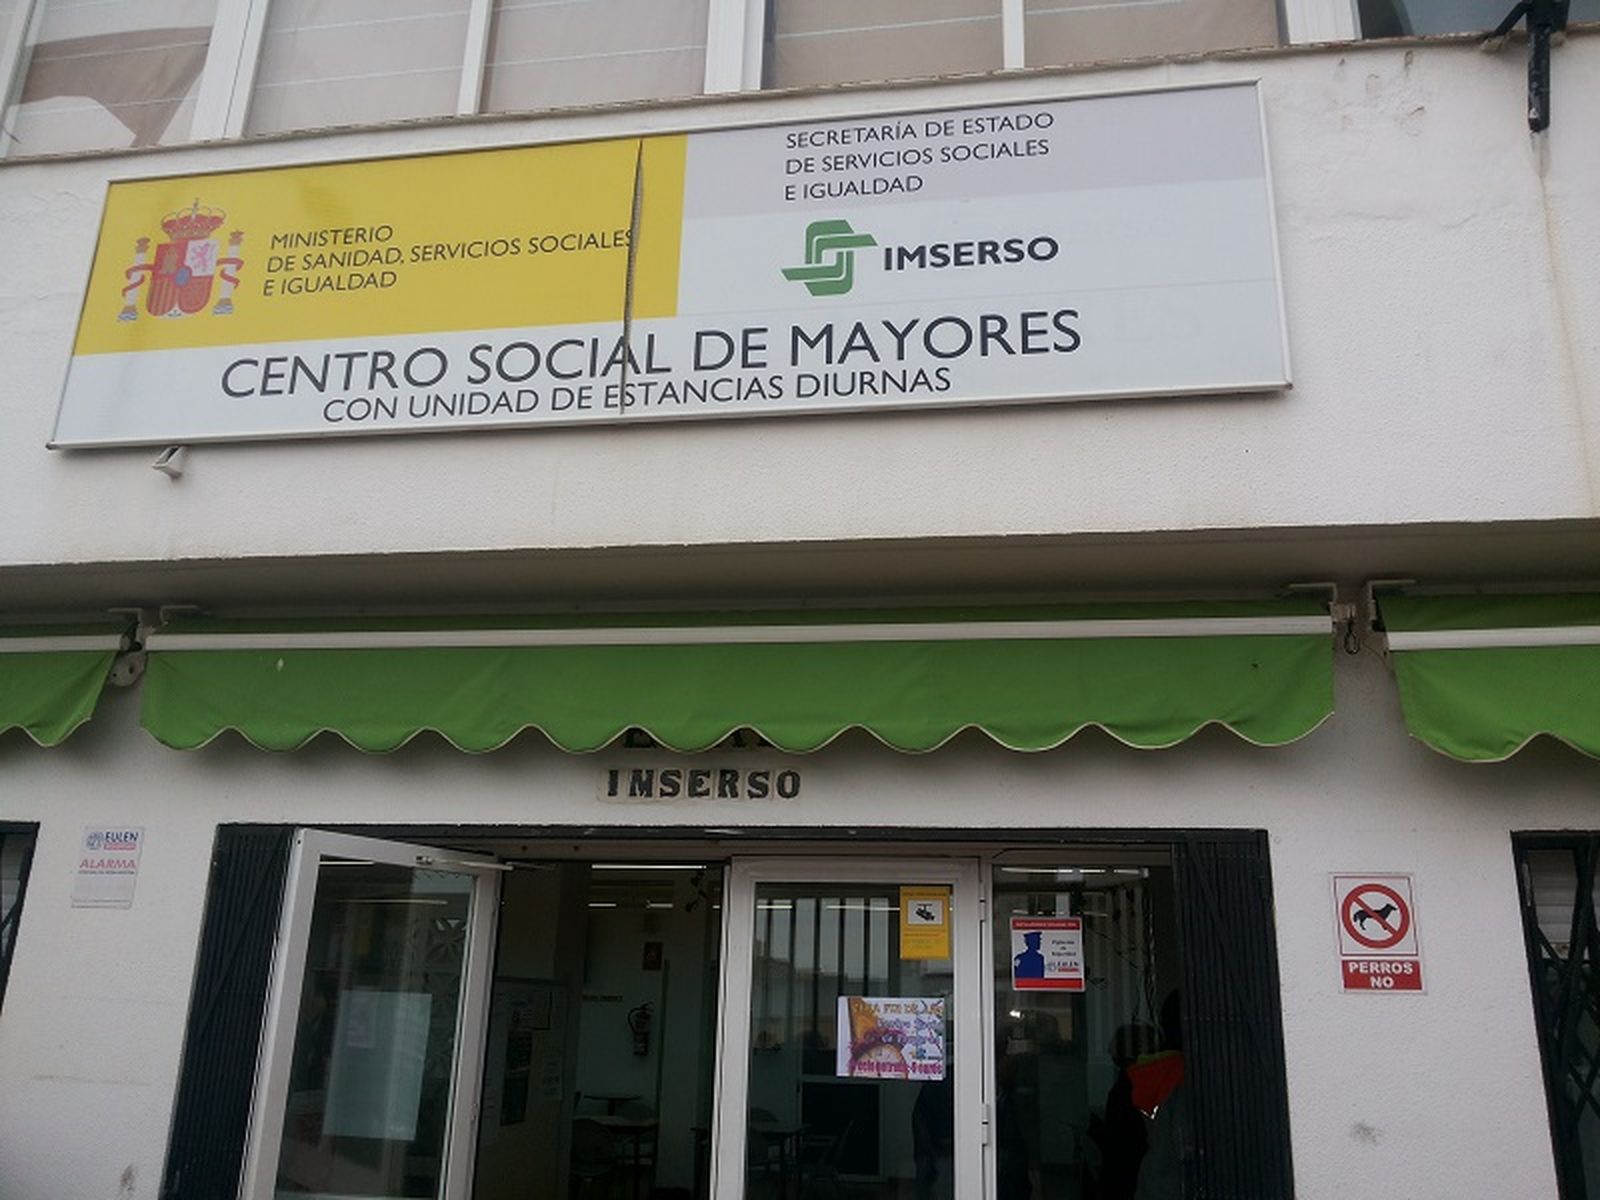 SECRETARÍA DE ESTADO
DE SERVICIOS SOCIALES
E IGUALDAD
MINISTERIO
DE SANIDAD, SERVICIOS SOCIALES
E IGUALDAD
IMSERSO
CENTRO SOCIAL DE MAYORES
CON UNIDAD DE ESTANCIAS DIURNAS
IMSERSO
EULEN
ALARMA
EULEN
PERROS
NO